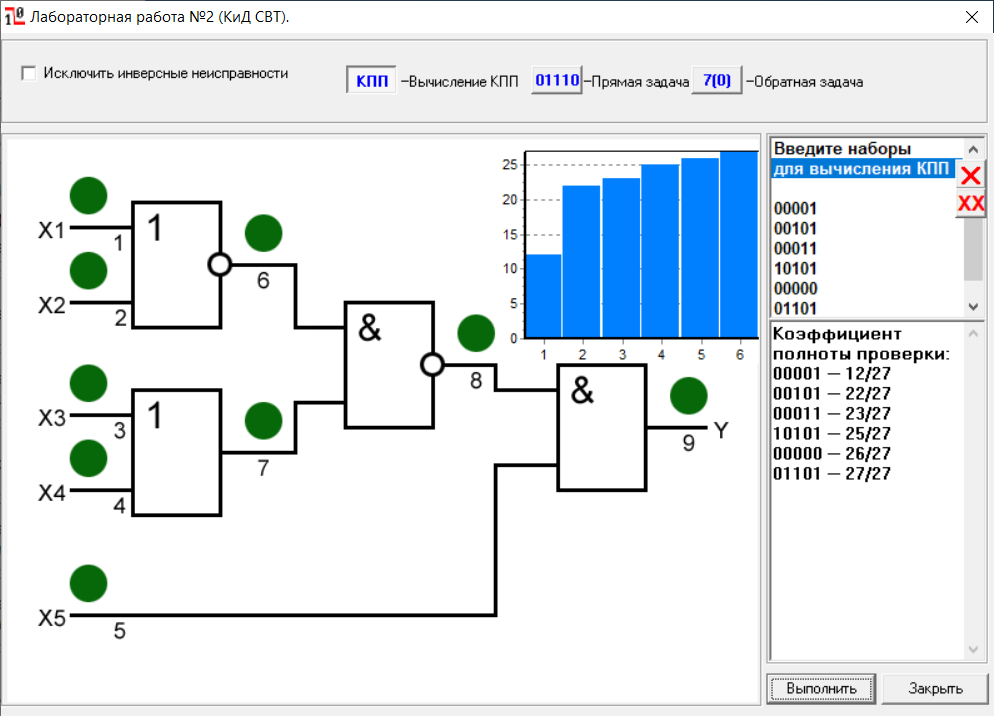 Лабораторная работа №2 (КиД СВТ).
Исключить инверсные неисправности
КПП –Вычисление КПП 01110 –Прямая задача 7(0) –Обратная задача
25
20
15
10
5
0
1 2 3 4 5 6
X1
1
1
X2
2
6
X3
3
1
X4
4
7
&
8
&
9
Y
X5
5
Введите наборы
для вычисления КПП
00001
00101
00011
10101
00000
01101
X
XX
Коэффициент
полноты проверки:
00001 – 12/27
00101 – 22/27
00011 – 23/27
10101 – 25/27
00000 – 26/27
01101 – 27/27
Выполнить Закрыть